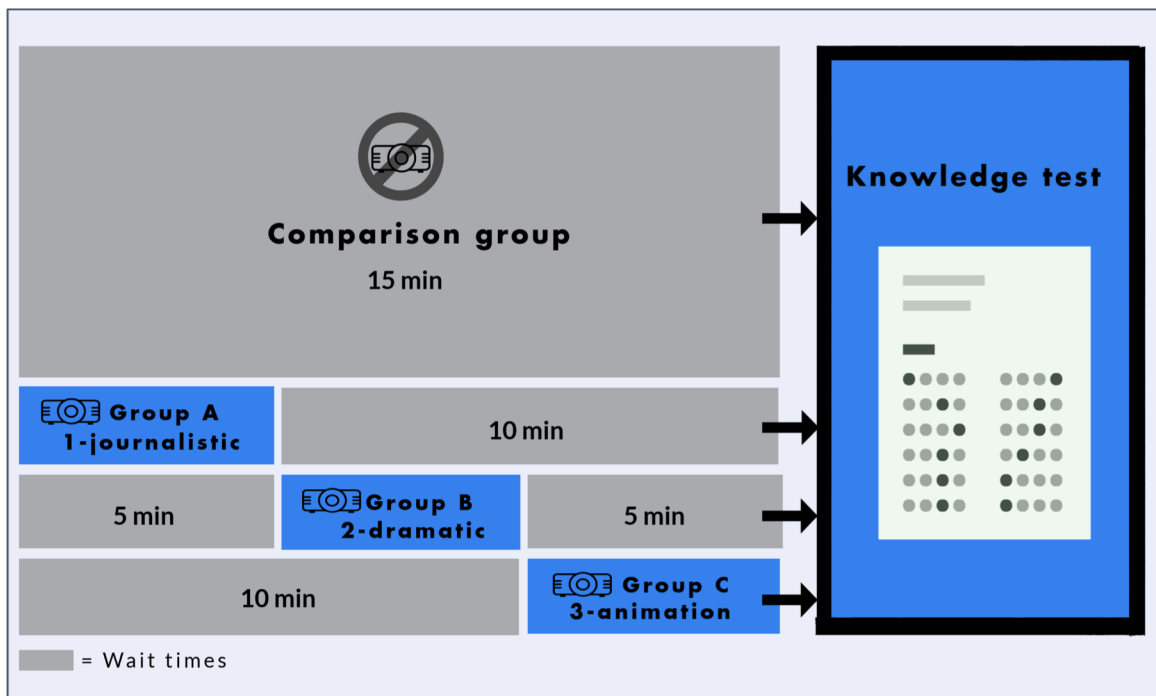 Comparison group
15 min
Knowledge test
Group A
1-journalistic
10 min
5 min
Group B
2-dramatic
5 min
10 min
Group C
3-animation
= Wait times